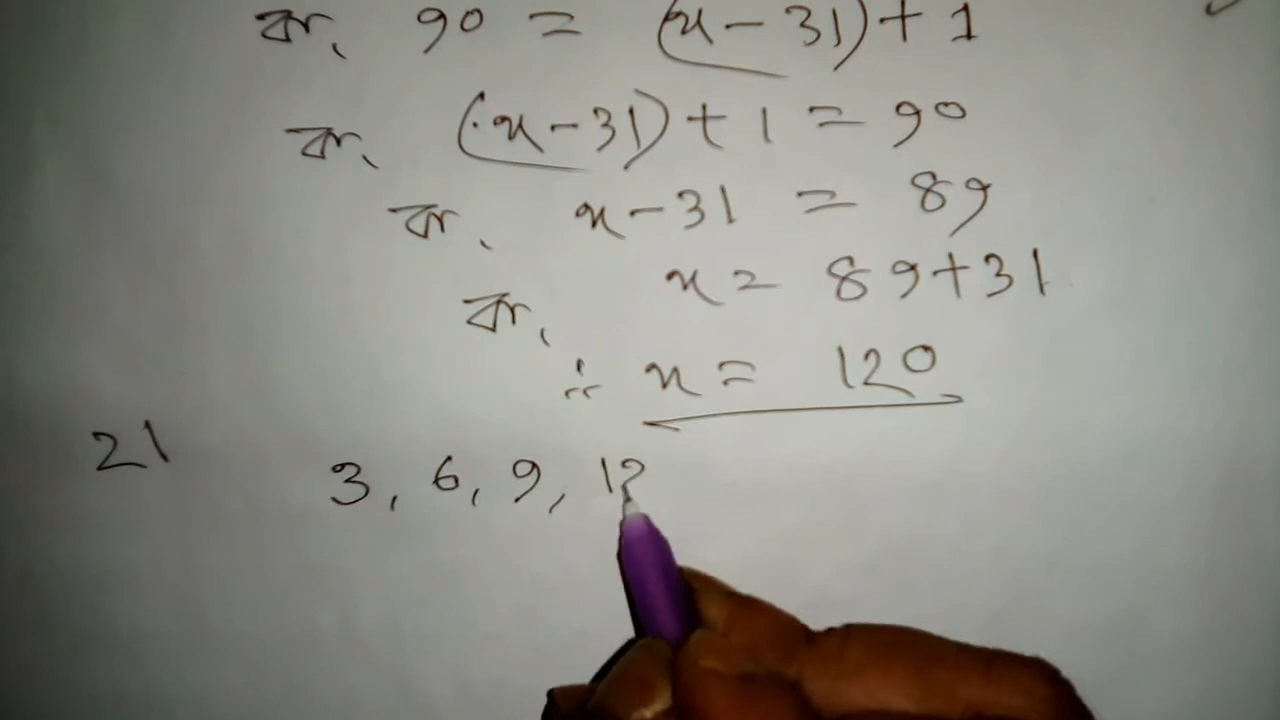 বা, 90 = (x - 31) + 1
বা, (x - 31) + 1 = 90
বা, x - 31 = 89
বা, x = 89 + 31
∴ x = 120
21 3, 6, 9, 12